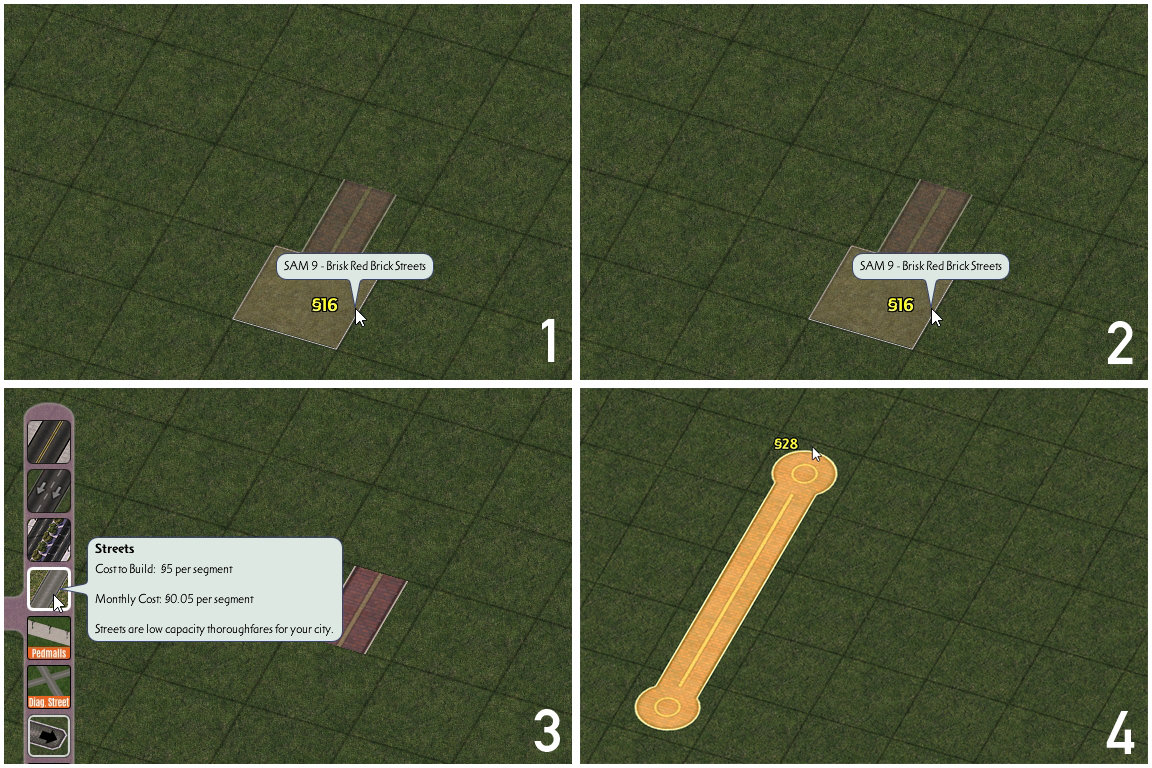 SAM 9 - Brisk Red Brick Streets
§16
1
SAM 9 - Brisk Red Brick Streets
§16
2
Streets
Cost to Build: §5 per segment
Monthly Cost: §0.05 per segment
Streets are low capacity thoroughfares for your city.
Pedmalls
Diag. Street
3
§28
4